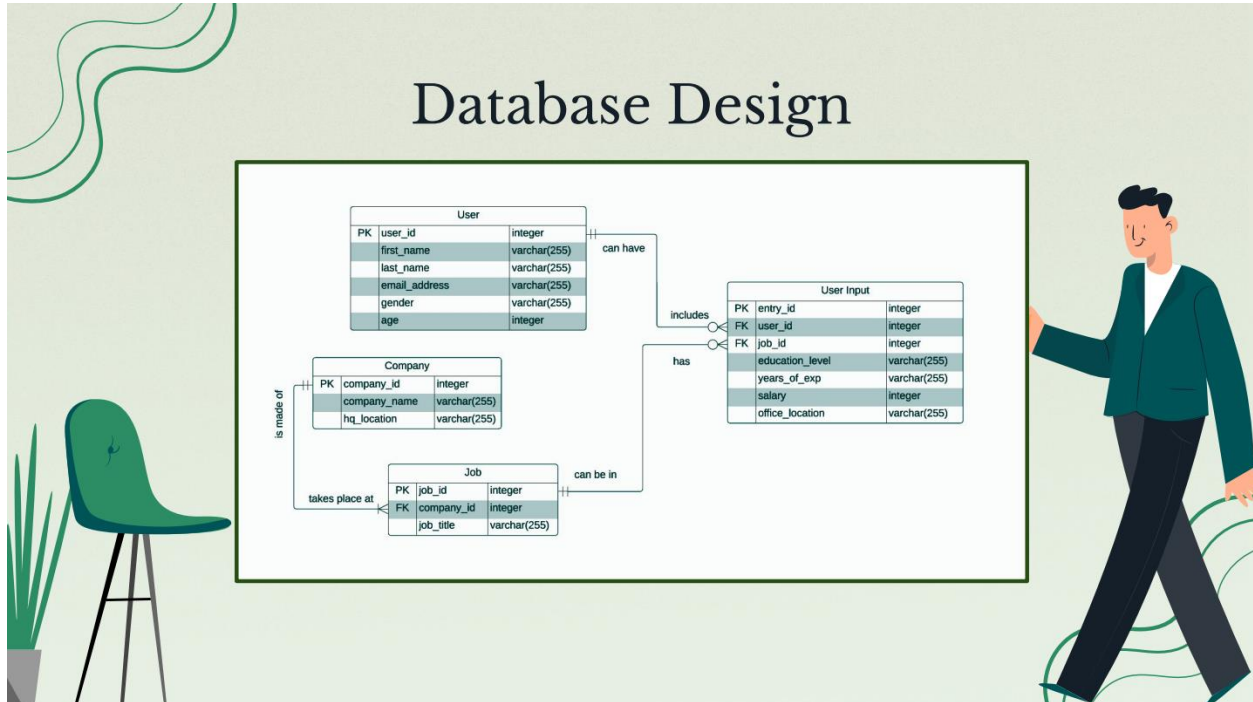 Database Design
User
PK user_id integer
first_name varchar(255)
last_name varchar(255)
email_address varchar(255)
gender varchar(255)
age integer
can have
includes
User Input
PK entry_id integer
FK user_id integer
FK job_id integer
education_level varchar(255)
years_of_exp varchar(255)
salary integer
office_location varchar(255)
has
Company
PK company_id integer
company_name varchar(255)
hq_location varchar(255)
is made of
takes place at
Job
PK job_id integer
FK company_id integer
job_title varchar(255)
can be in